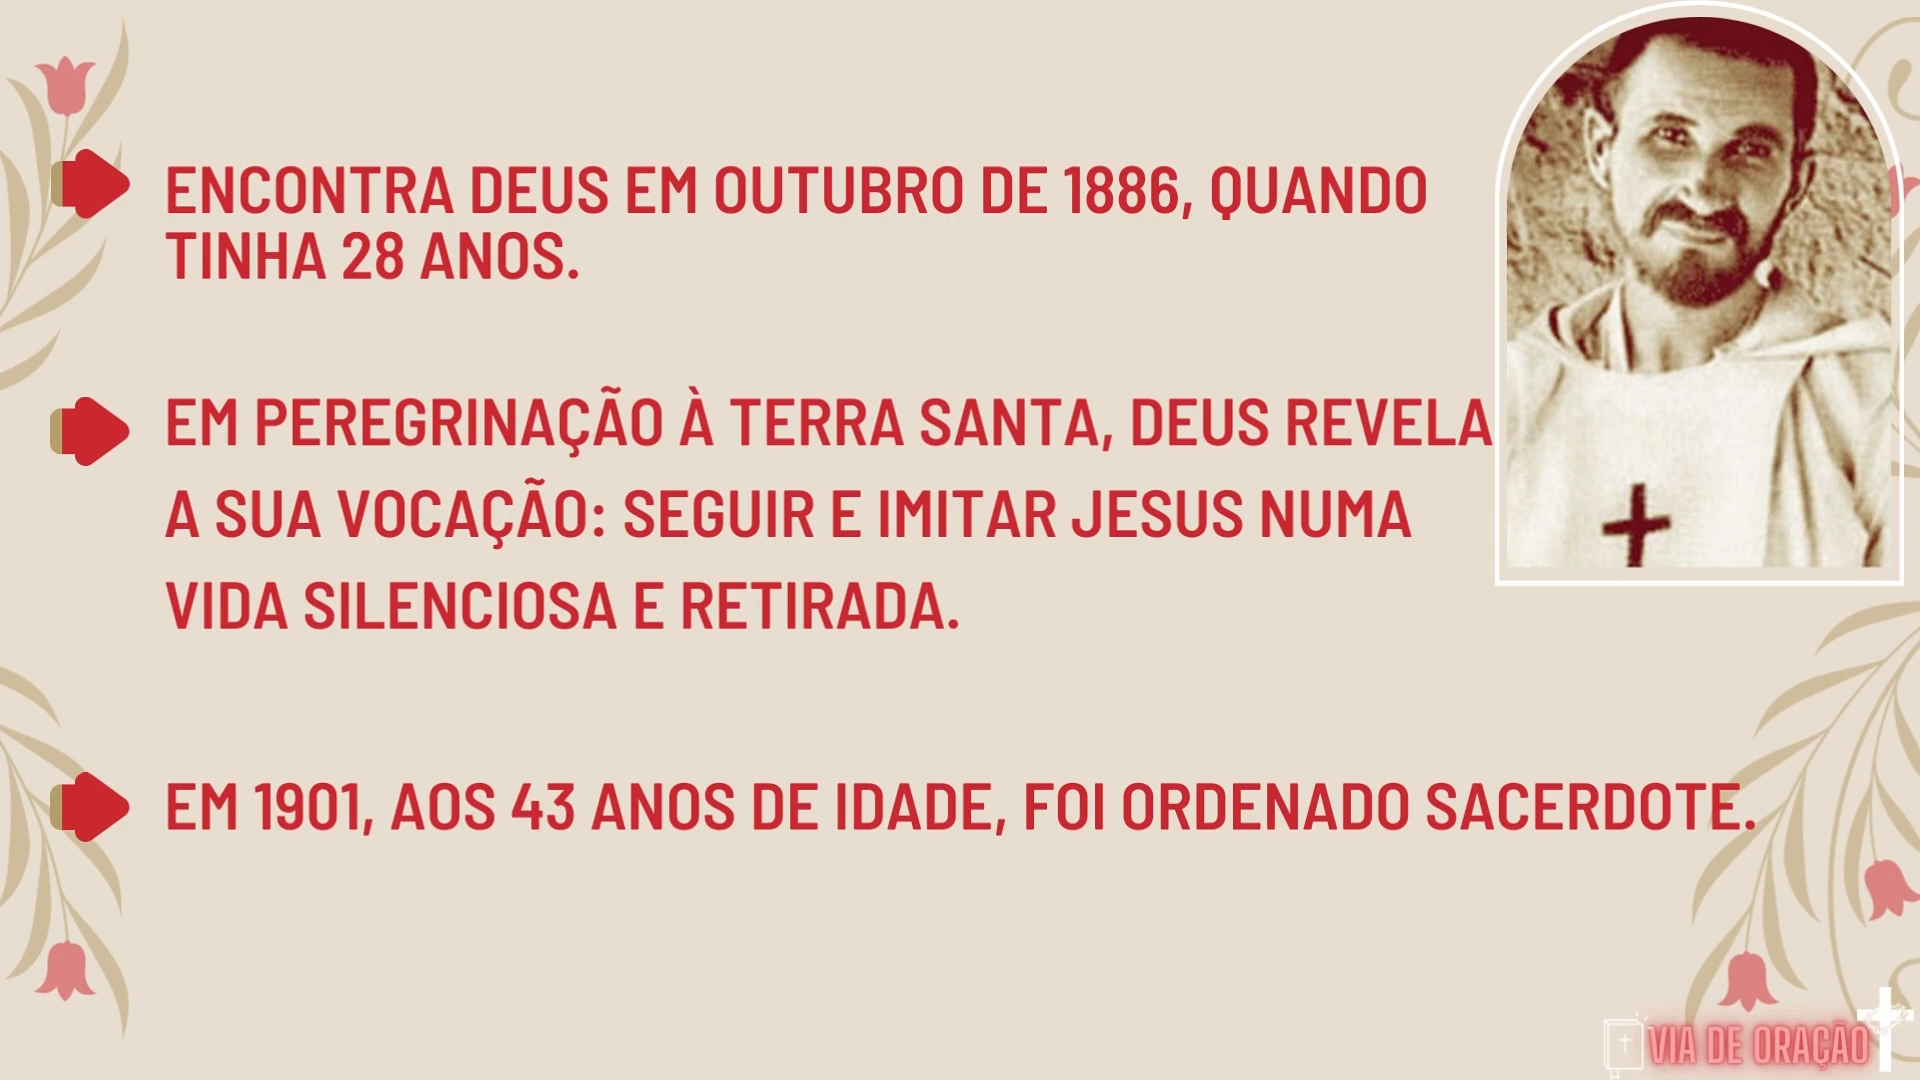 ENCONTRA DEUS EM OUTUBRO DE 1886, QUANDO
TINHA 28 ANOS.
EM PEREGRINAÇÃO À TERRA SANTA, DEUS REVELA
A SUA VOCAÇÃO: SEGUIR E IMITAR JESUS NUMA
VIDA SILENCIOSA E RETIRADA.
EM 1901, AOS 43 ANOS DE IDADE, FOI ORDENADO SACERDOTE.
VIA DE ORAÇÃO